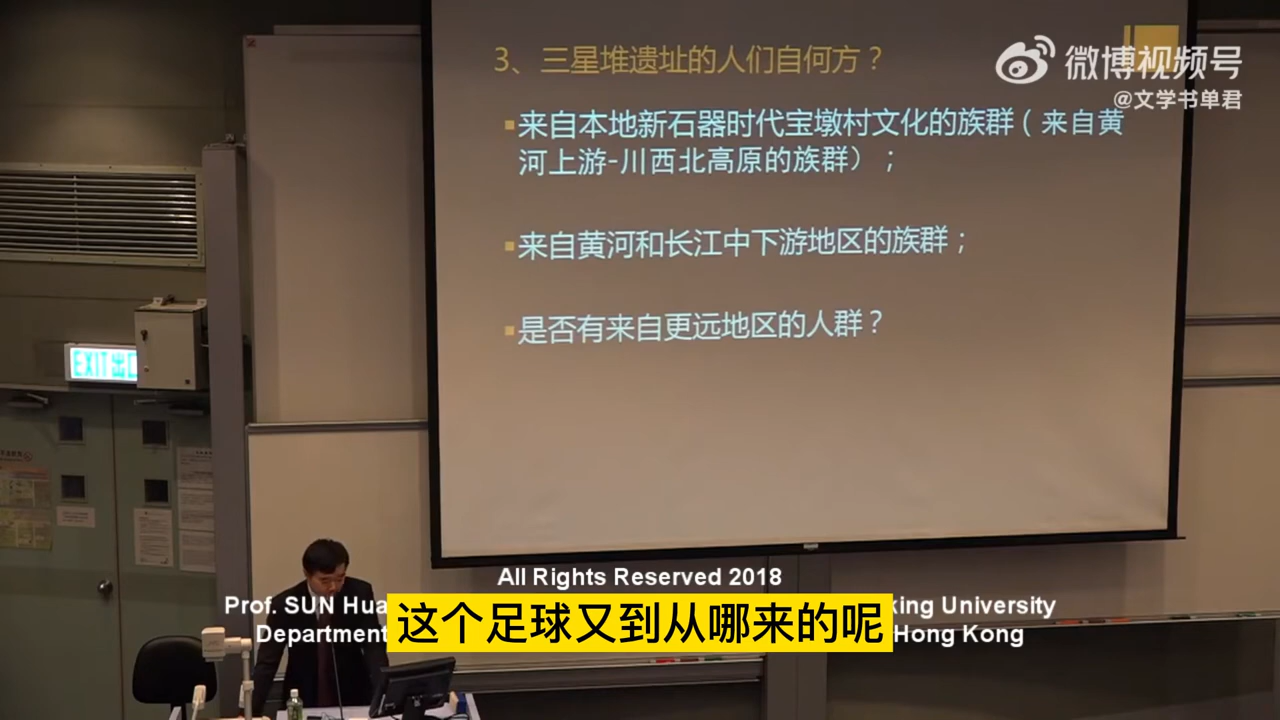 3、三星堆遗址的人们自何方？
微博视频号
@文学书单君
▪来自本地新石器时代宝墩村文化的族群（来自黄
河上游-川西北高原的族群）；
▪来自黄河和长江中下游地区的族群；
▪是否有来自更远地区的人群？
EXIT 出口
All Rights Reserved 2018
Prof. SUN Hua
king University
这个足球又到从哪来的呢
Department
Hong Kong